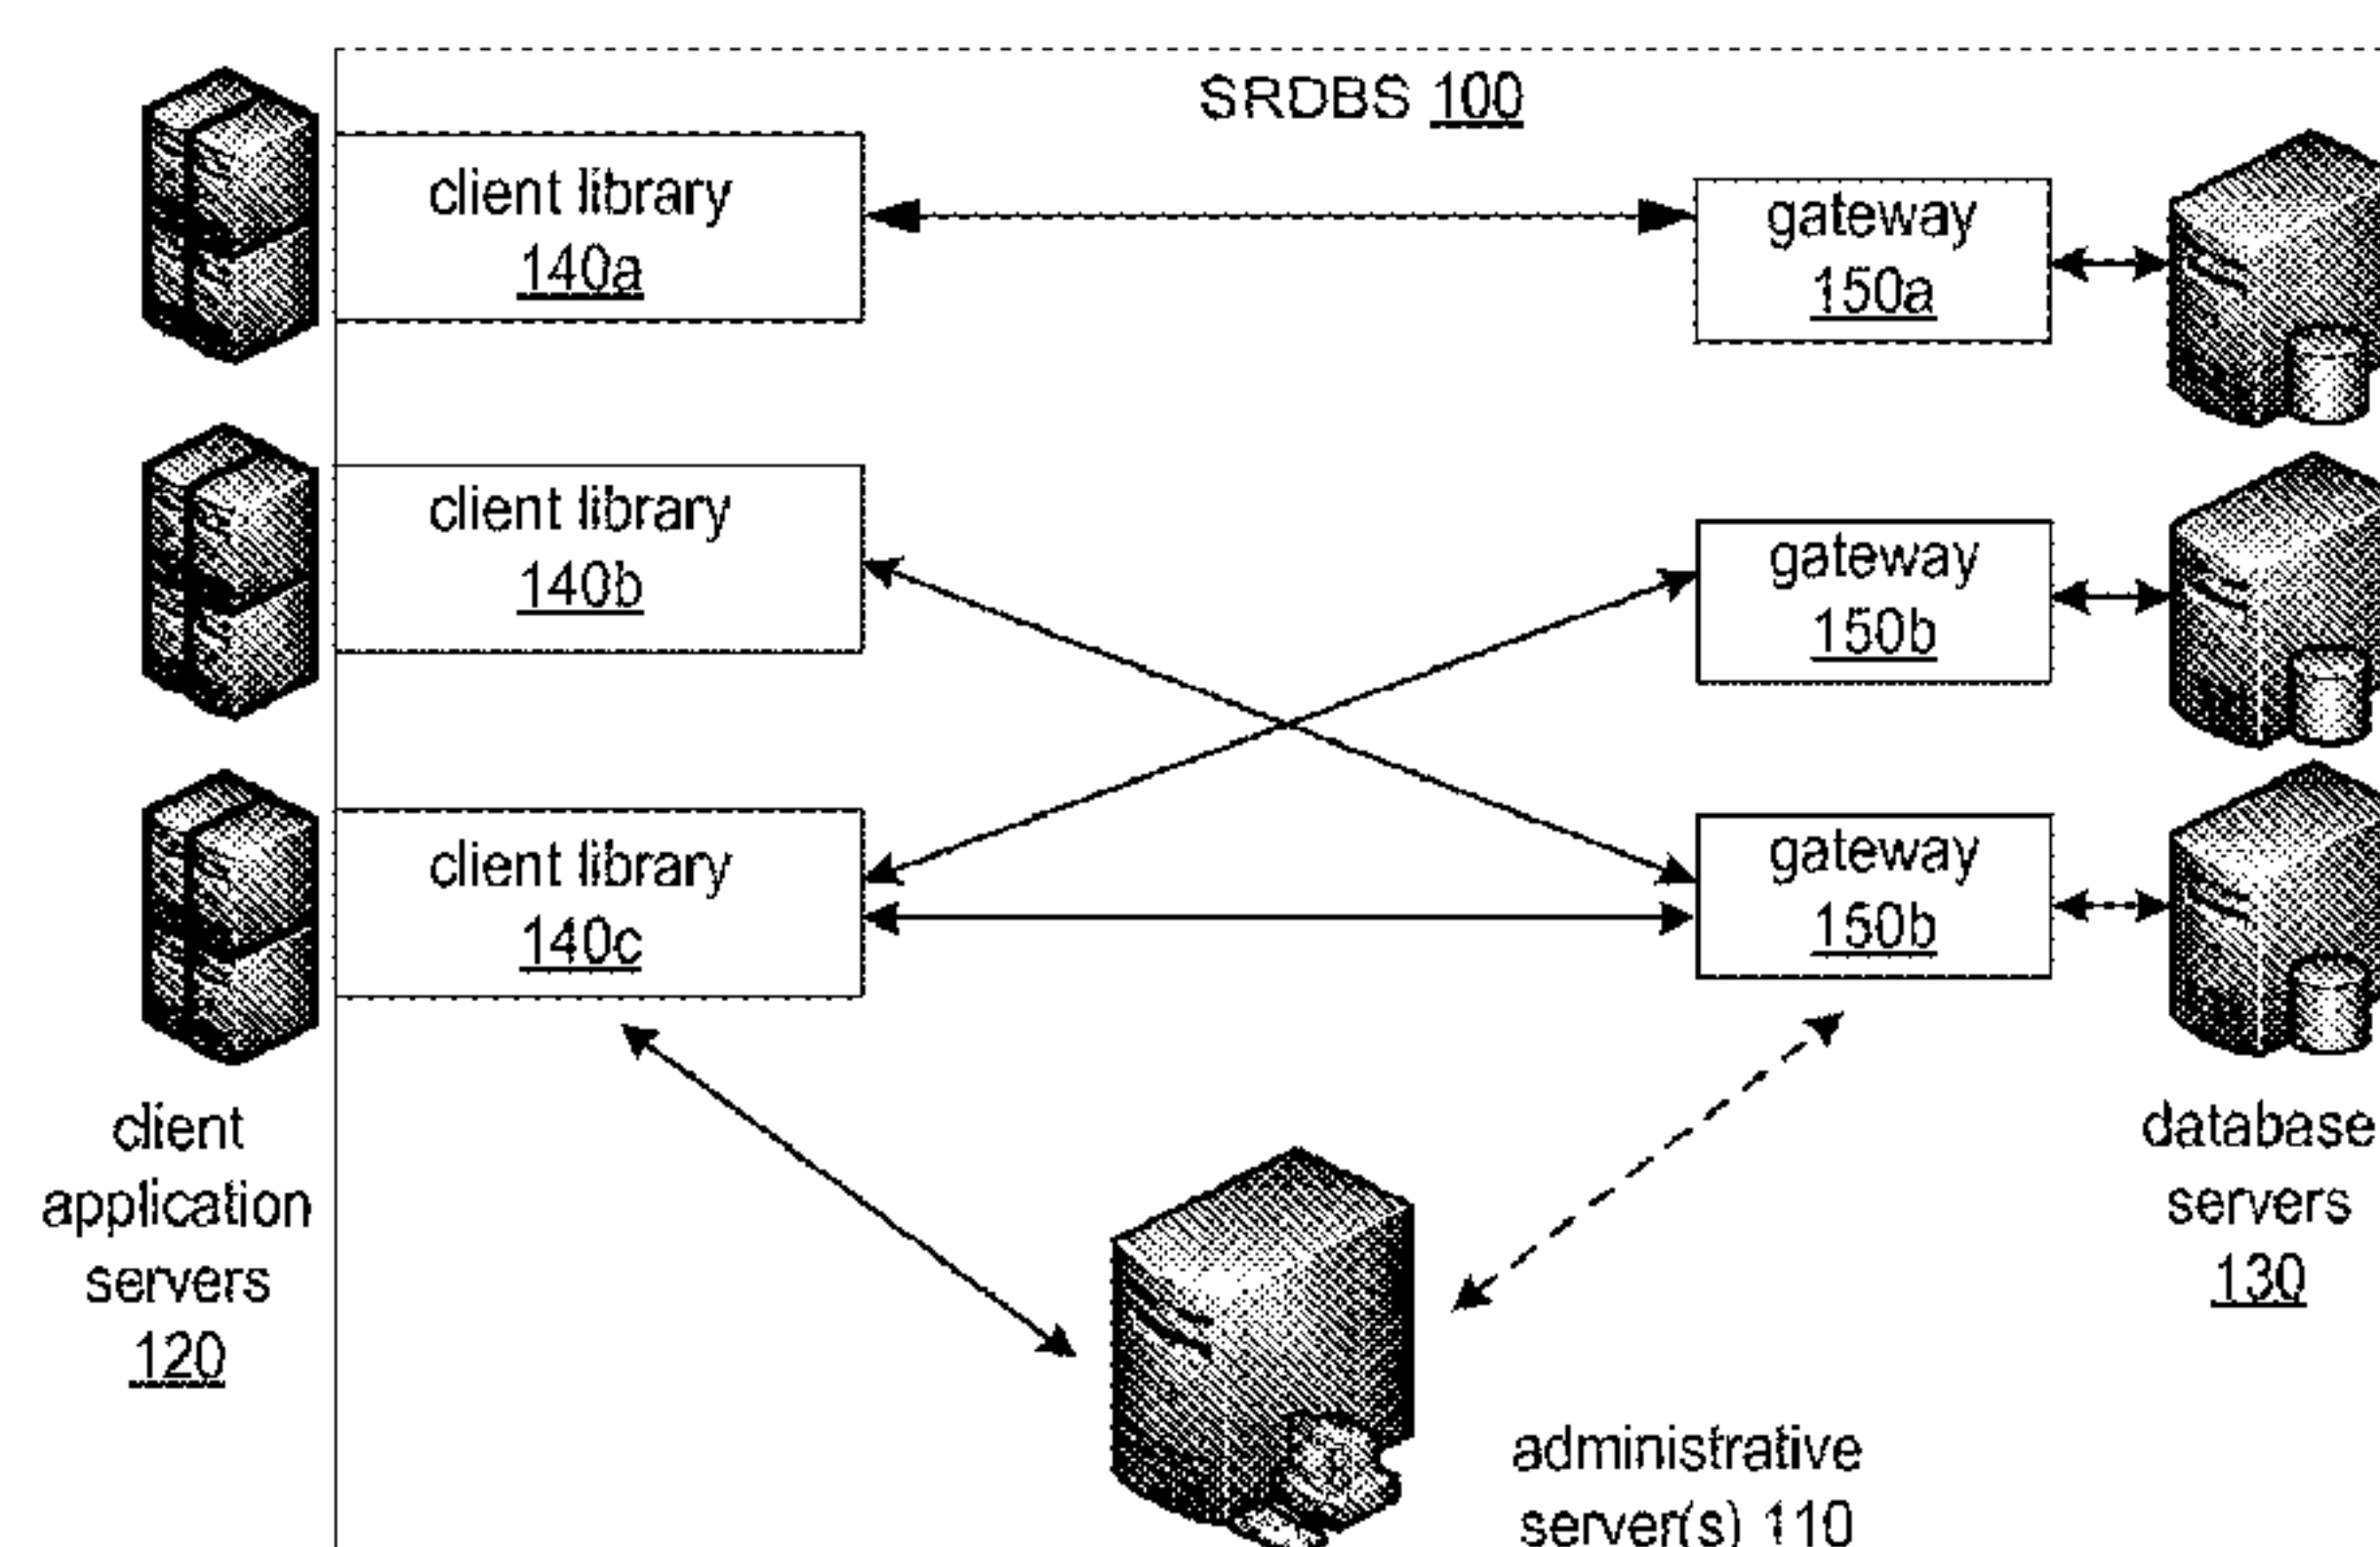 SRDBS 100
client library
140a
gateway
150a
client library
140b
gateway
150b
client library
140c
gateway
150b
client
application
servers
120
database
servers
130
administrative
server(s) 110